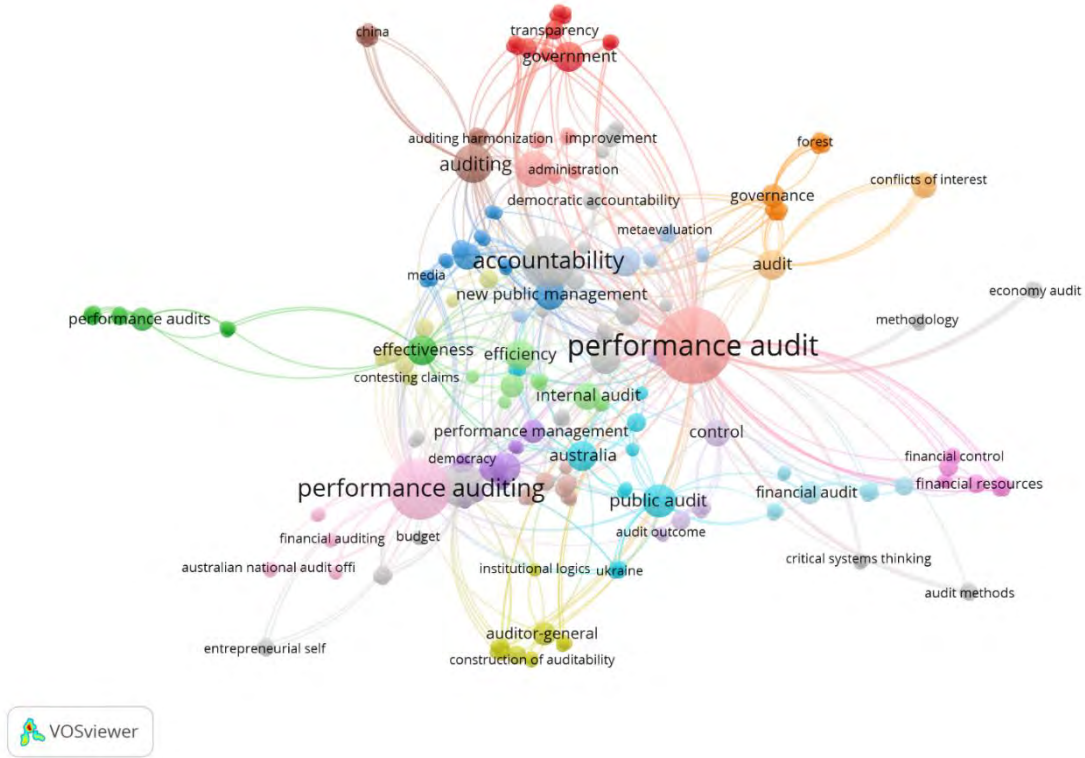 transparency
china
government
auditing harmonization
improvement
forest
auditing
administration
conflicts of interest
governance
democratic accountability
metaevaluation
accountability
audit
media
economy audit
new public management
performance audits
methodology
performance audit
effectiveness
efficiency
contesting claims
internal audit
performance management
control
democracy
australia
financial control
performance auditing
financial resources
financial audit
public audit
audit outcome
budget
financial auditing
critical systems thinking
australian national audit offi
institutional logics
ukraine
audit methods
auditor-general
entrepreneurial self
construction of auditability
VOSviewer